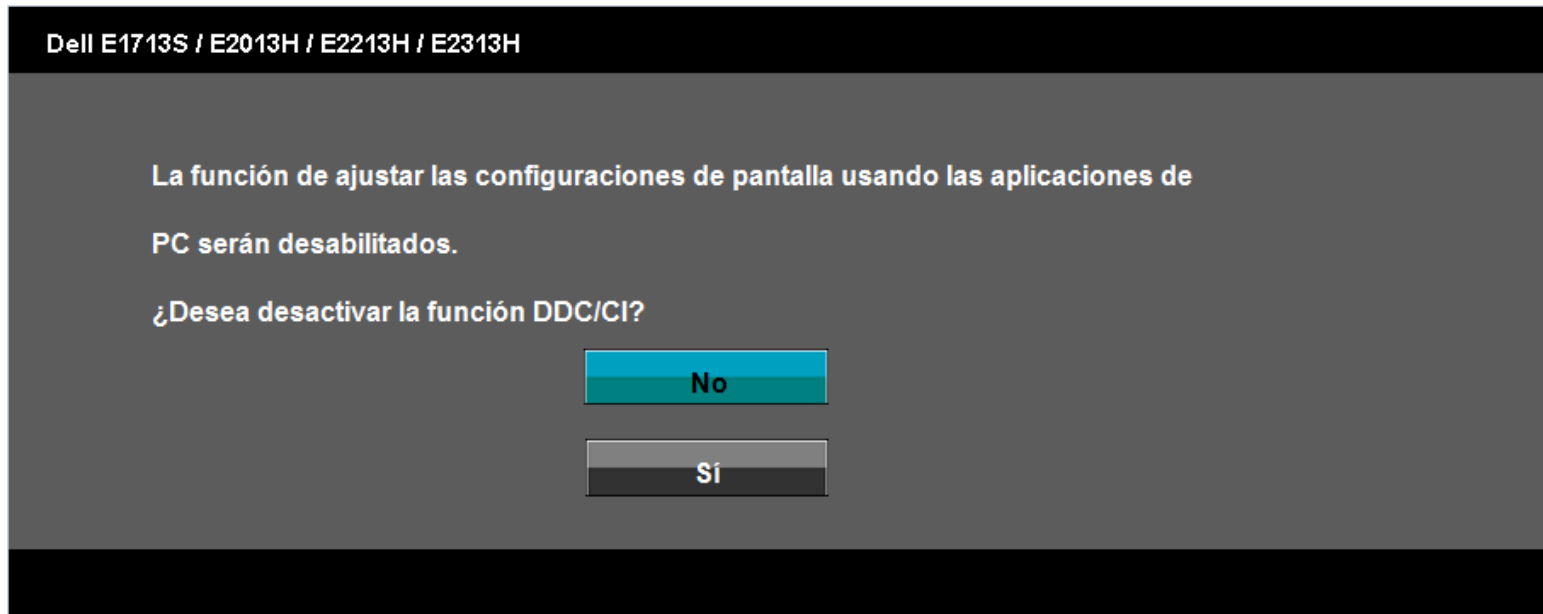 Dell E1713S / E2013H / E2213H / E2313H
La función de ajustar las configuraciones de pantalla usando las aplicaciones de
PC serán desabilitados.
¿Desea desactivar la función DDC/CI?
No
Sí